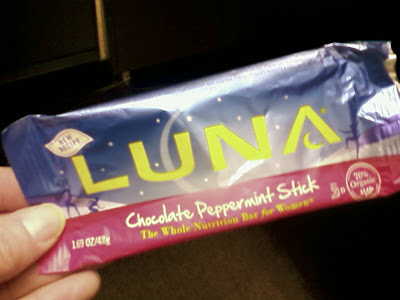 NEW
RECIPE
LUNA
Chocolate Peppermint Stick
70%
Organic
The Whole Nutrition Bar for Women®
1.69 OZ/48g